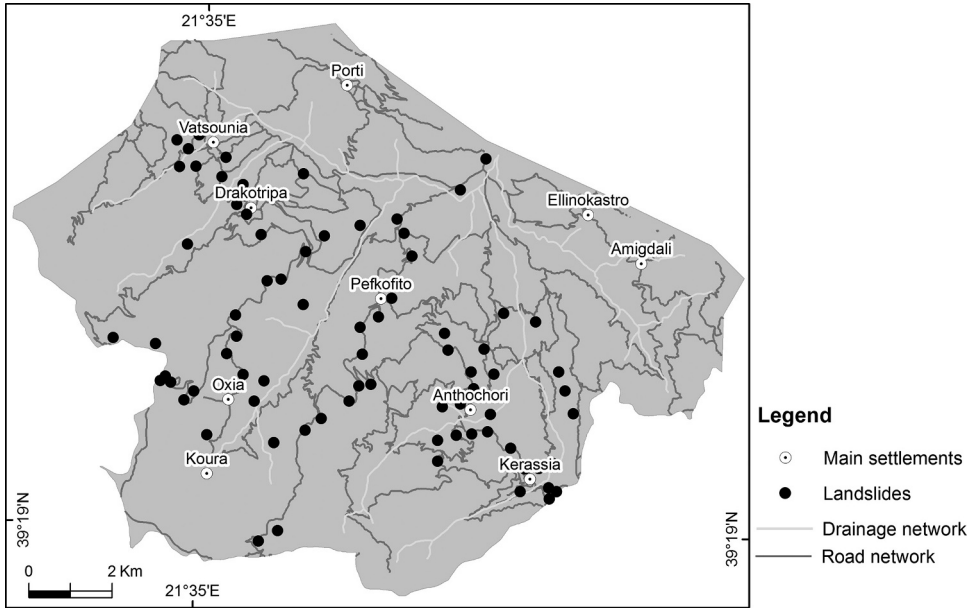 21°35'E
Porti
Vatsounia
Drakotripa
Ellinokastro
Amigdali
Pefkofito
Oxia
Anthochori
Koura
Kerassia
39°19'N
39°19'N
0 2 Km
21°35'E
Legend
Main settlements
Landslides
Drainage network
Road network